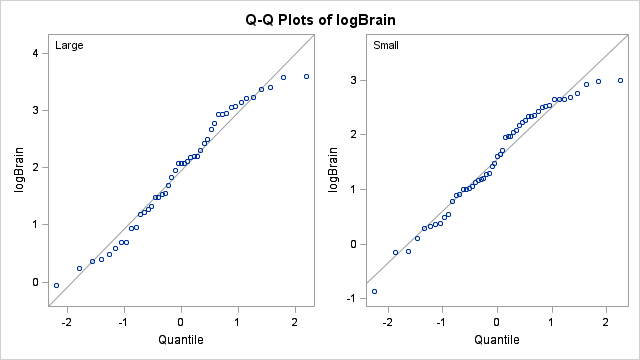 Q-Q Plots of logBrain
Large
4
3
2
1
0
logBrain
-2 -1 0 1 2
Quantile
Small
3
2
1
0
-1
logBrain
-2 -1 0 1 2
Quantile